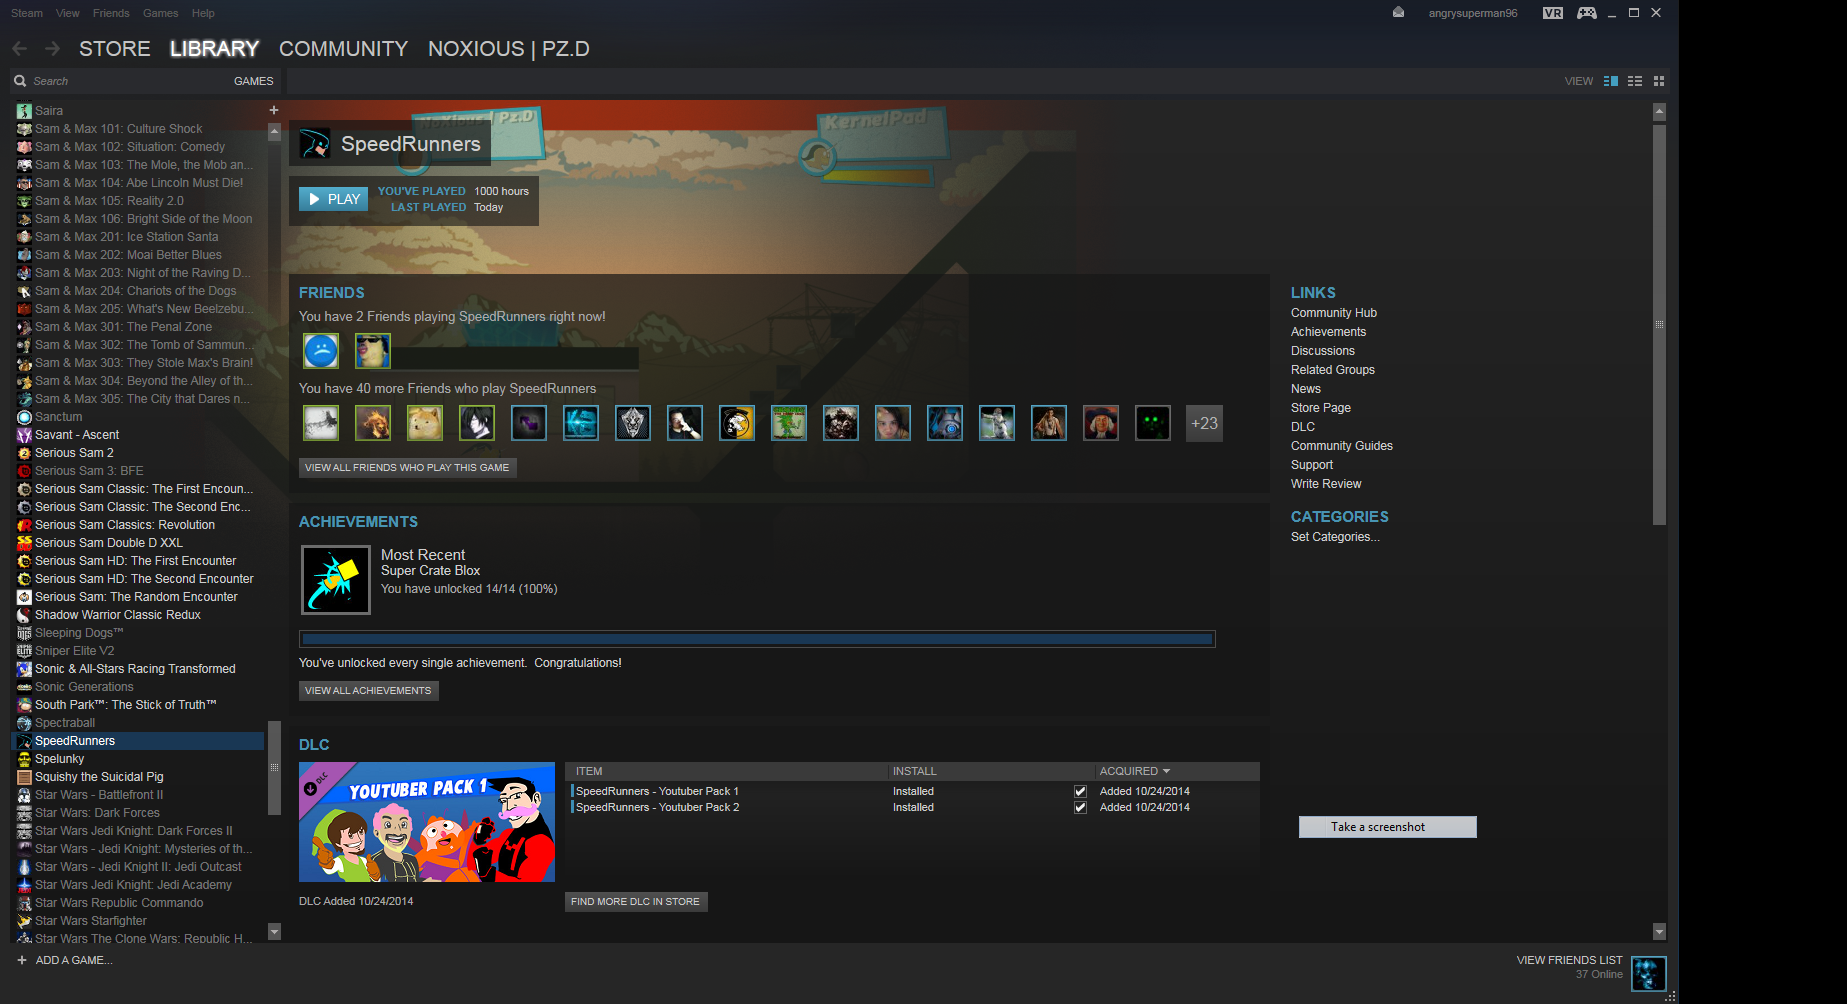 Steam View Friends Games Help
angrysuperman96
VR
STORE LIBRARY COMMUNITY NOXIOUS | PZ.D
Search GAMES
VIEW
Saira
Sam & Max 101: Culture Shock
Sam & Max 102: Situation: Comedy
Sam & Max 103: The Mole, the Mob an...
Sam & Max 104: Abe Lincoln Must Die!
Sam & Max 105: Reality 2.0
Sam & Max 106: Bright Side of the Moon
Sam & Max 201: Ice Station Santa
Sam & Max 202: Moai Better Blues
Sam & Max 203: Night of the Raving D...
Sam & Max 204: Chariots of the Dogs
Sam & Max 205: What's New Beelzebu...
Sam & Max 301: The Penal Zone
Sam & Max 302: The Tomb of Sammun...
Sam & Max 303: They Stole Max's Brain!
Sam & Max 304: Beyond the Alley of th...
Sam & Max 305: The City that Dares n...
Sanctum
Savant - Ascent
Serious Sam 2
Serious Sam 3: BFE
Serious Sam Classic: The First Encoun...
Serious Sam Classic: The Second Enc...
Serious Sam Classics: Revolution
Serious Sam Double D XXL
Serious Sam HD: The First Encounter
Serious Sam HD: The Second Encounter
Serious Sam: The Random Encounter
Shadow Warrior Classic Redux
Sleeping Dogs™
Sniper Elite V2
Sonic & All-Stars Racing Transformed
Sonic Generations
South Park™: The Stick of Truth™
Spectraball
SpeedRunners
Spelunky
Squishy the Suicidal Pig
Star Wars - Battlefront II
Star Wars: Dark Forces
Star Wars Jedi Knight: Dark Forces II
Star Wars - Jedi Knight: Mysteries of th...
Star Wars - Jedi Knight II: Jedi Outcast
Star Wars Jedi Knight: Jedi Academy
Star Wars Republic Commando
Star Wars Starfighter
Star Wars The Clone Wars: Republic H...
+ ADD A GAME...
NoXious | Pz.D
KernelPad
SpeedRunners
PLAY
YOU'VE PLAYED 1000 hours
LAST PLAYED Today
FRIENDS
You have 2 Friends playing SpeedRunners right now!
You have 40 more Friends who play SpeedRunners
+23
VIEW ALL FRIENDS WHO PLAY THIS GAME
ACHIEVEMENTS
Most Recent
Super Crate Blox
You have unlocked 14/14 (100%)
You've unlocked every single achievement. Congratulations!
VIEW ALL ACHIEVEMENTS
DLC
DLC
YOUTUBER PACK 1
DLC Added 10/24/2014
ITEM INSTALL ACQUIRED
SpeedRunners - Youtuber Pack 1 Installed Added 10/24/2014
SpeedRunners - Youtuber Pack 2 Installed Added 10/24/2014
FIND MORE DLC IN STORE
LINKS
Community Hub
Achievements
Discussions
Related Groups
News
Store Page
DLC
Community Guides
Support
Write Review
CATEGORIES
Set Categories...
Take a screenshot
VIEW FRIENDS LIST
37 Online